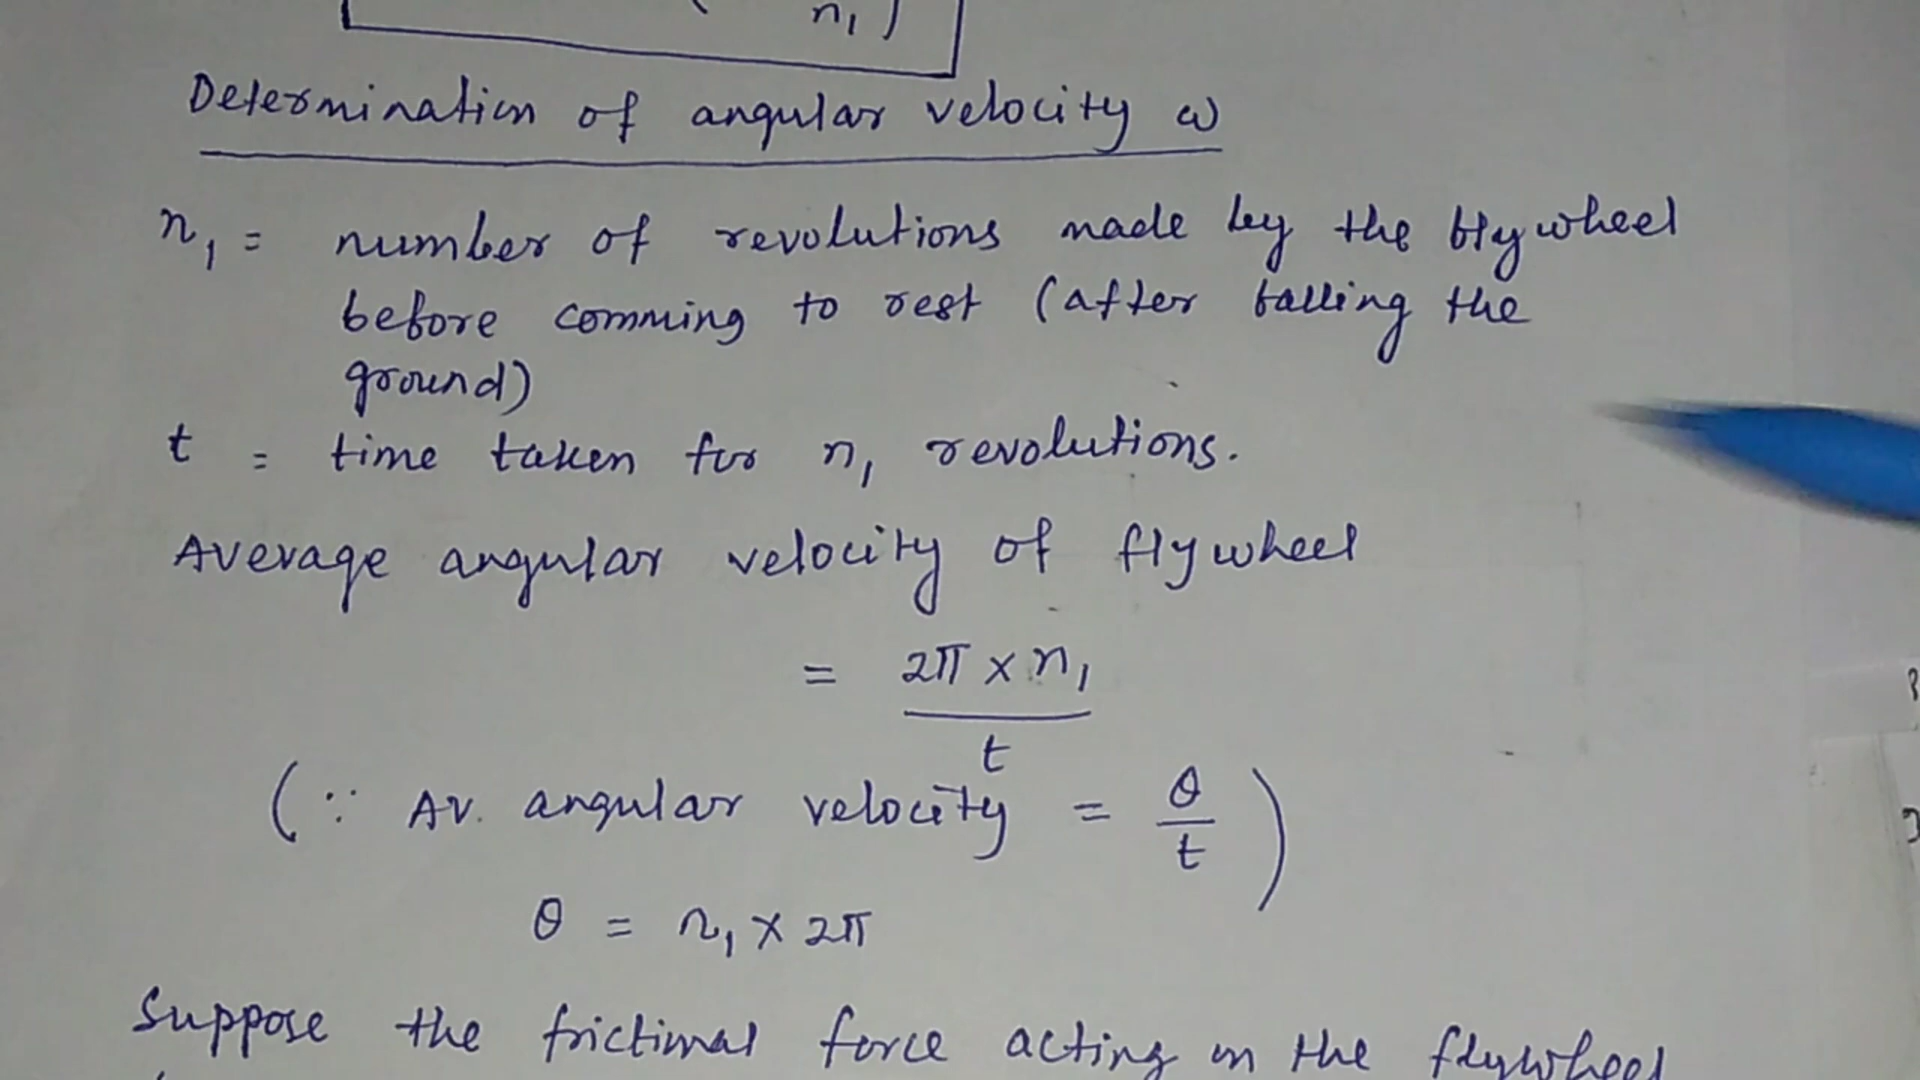 n₁ )
Determination of angular velocity ω
n₁ = number of revolutions made by the flywheel
before comming to rest (after falling the
ground)
t = time taken for n₁ revolutions.
Average angular velocity of flywheel
= 2π × n₁
t
(∵ Av. angular velocity = θ/t )
θ = n₁ × 2π
Suppose the frictional force acting on the flywheel